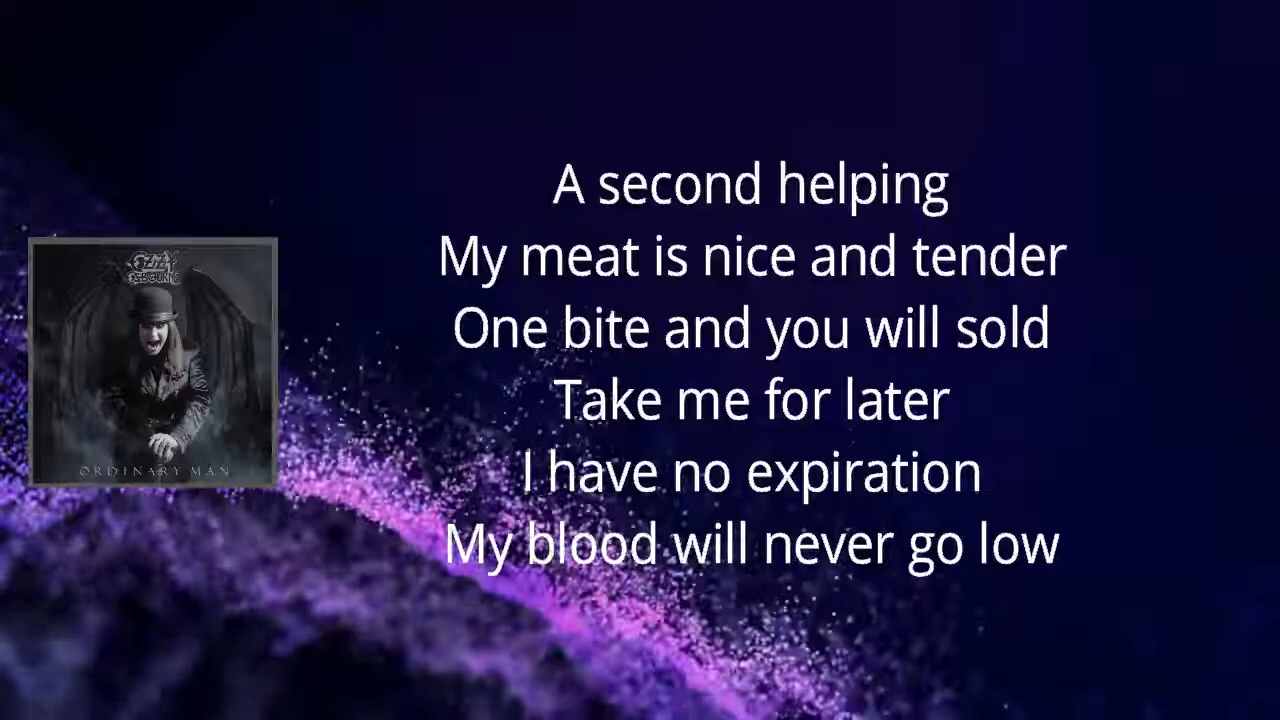 OZZY
OSBOURNE
ORDINARY MAN
A second helping
My meat is nice and tender
One bite and you will sold
Take me for later
I have no expiration
My blood will never go low